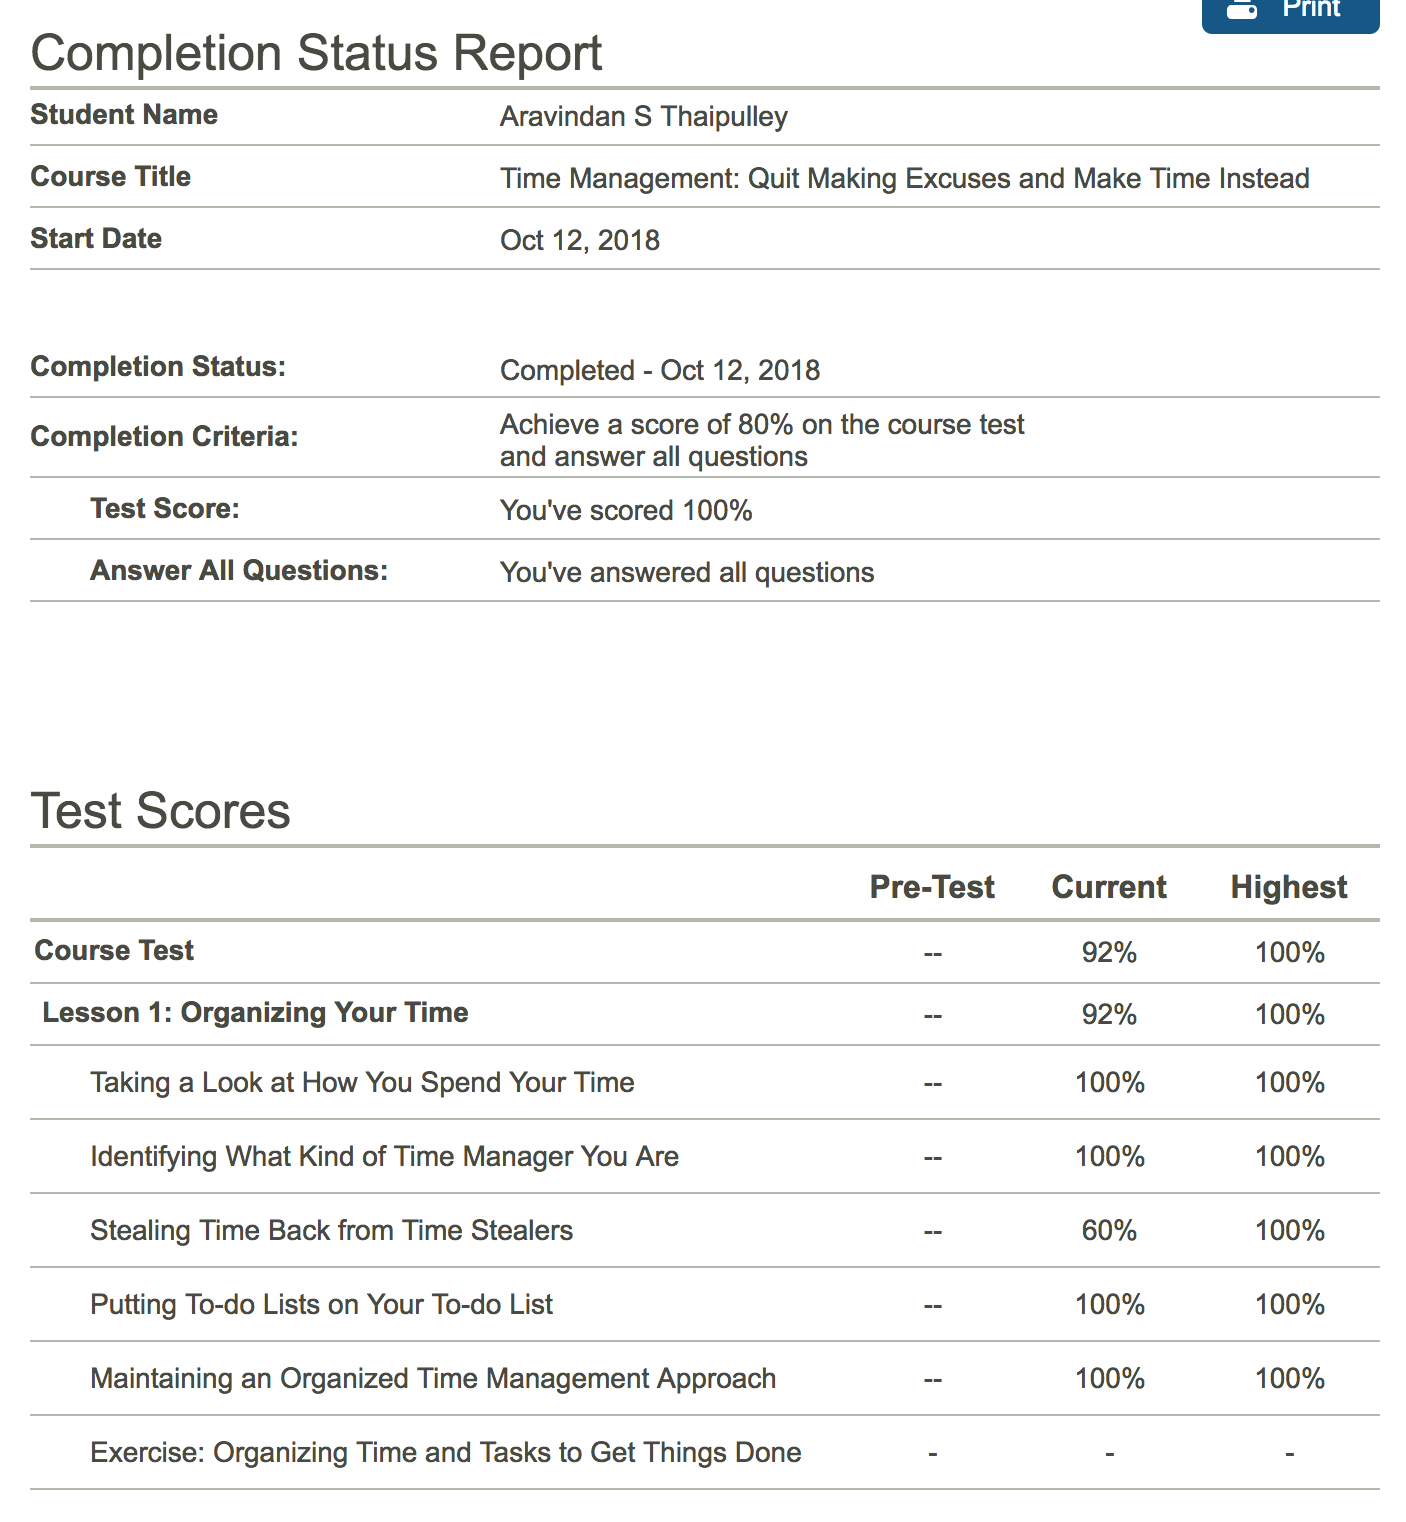 Print
Completion Status Report
Student Name Aravindan S Thaipulley
Course Title Time Management: Quit Making Excuses and Make Time Instead
Start Date Oct 12, 2018
Completion Status: Completed - Oct 12, 2018
Completion Criteria: Achieve a score of 80% on the course test
and answer all questions
Test Score: You've scored 100%
Answer All Questions: You've answered all questions
Test Scores
Pre-Test Current Highest
Course Test -- 92% 100%
Lesson 1: Organizing Your Time -- 92% 100%
Taking a Look at How You Spend Your Time -- 100% 100%
Identifying What Kind of Time Manager You Are -- 100% 100%
Stealing Time Back from Time Stealers -- 60% 100%
Putting To-do Lists on Your To-do List -- 100% 100%
Maintaining an Organized Time Management Approach -- 100% 100%
Exercise: Organizing Time and Tasks to Get Things Done - - -